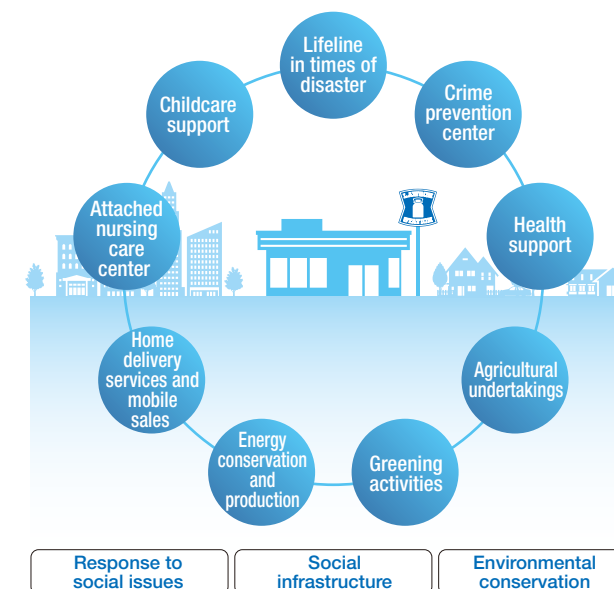 Lifeline
in times of
disaster
Crime
prevention
center
Health
support
Agricultural
undertakings
Greening
activities
Energy
conservation
and
production
Home
delivery
services and
mobile
sales
Attached
nursing
care
center
Childcare
support
Response to
social issues
Social
infrastructure
Environmental
conservation